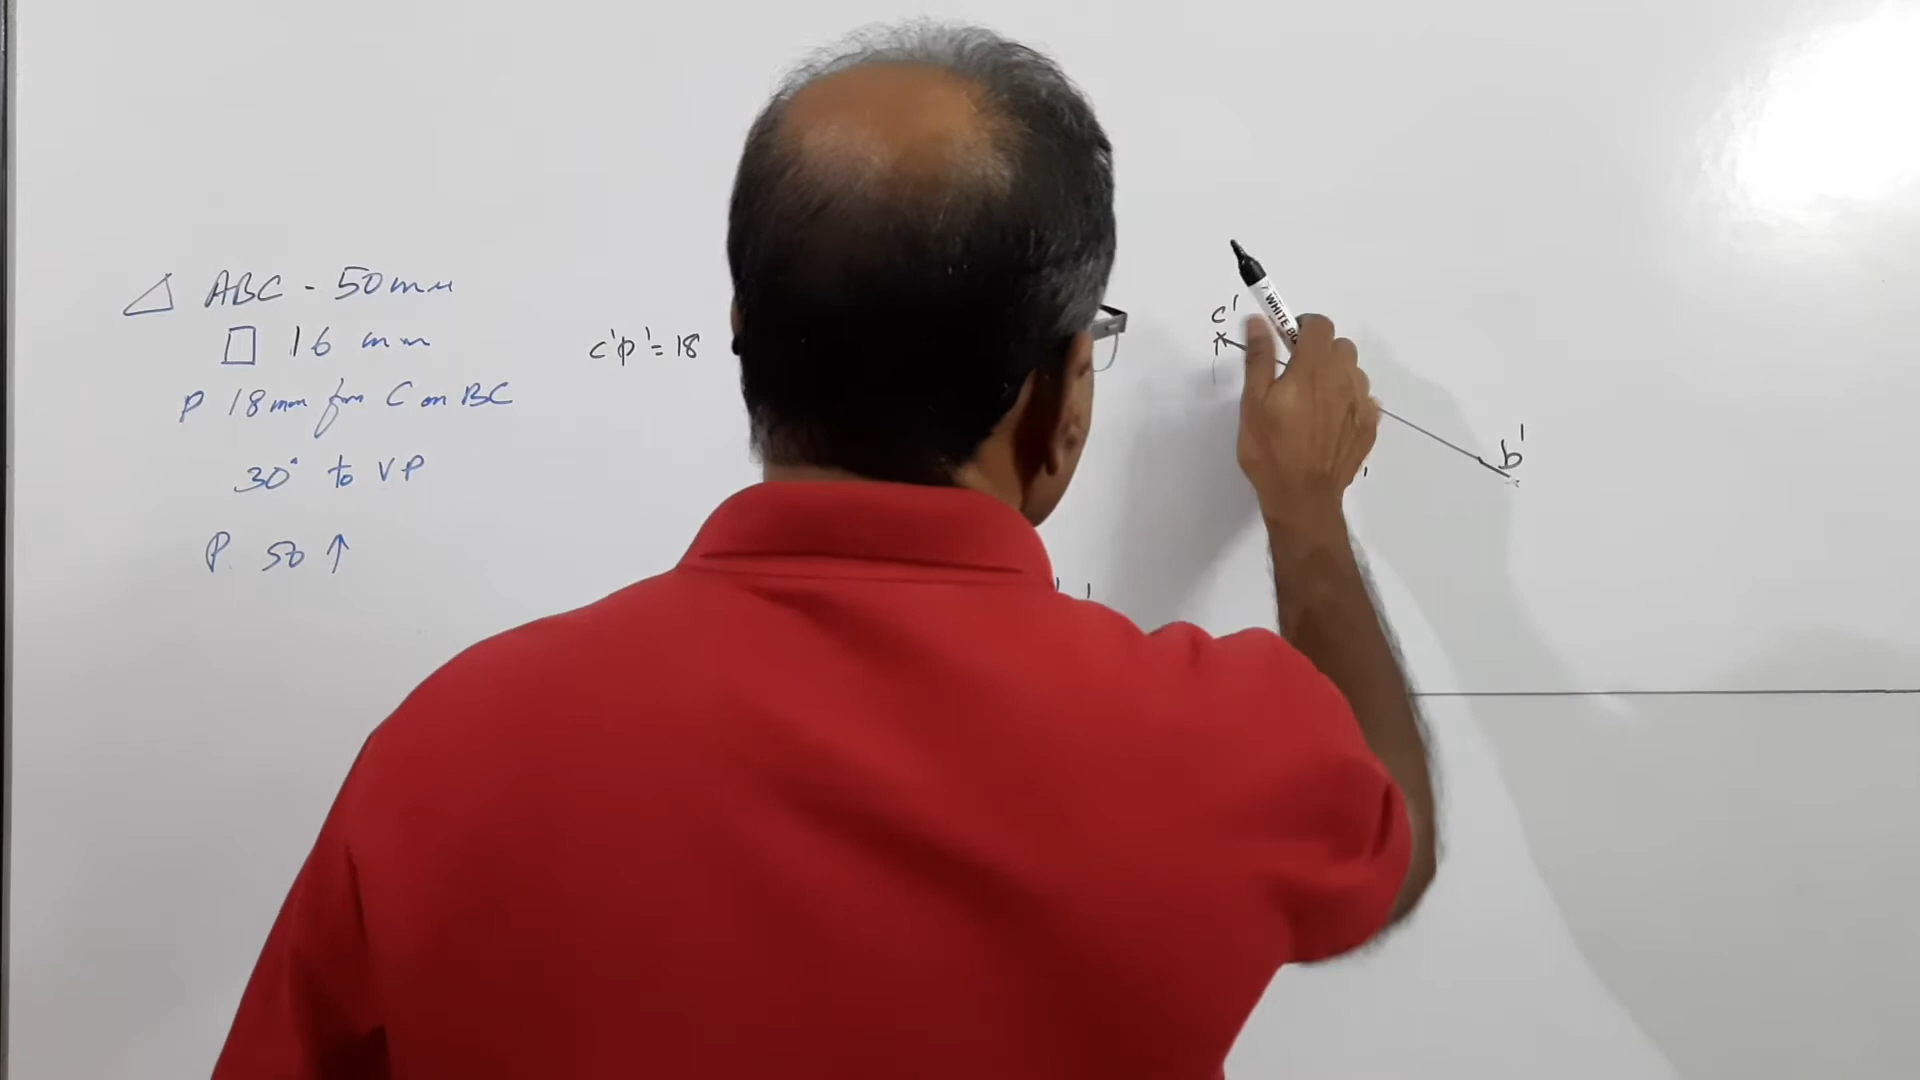 △ ABC - 50mm
□ 16 mm
P 18mm from C on BC
30° to VP
P 50 ↑
c'p' = 18
c'
b'
WHITE BO